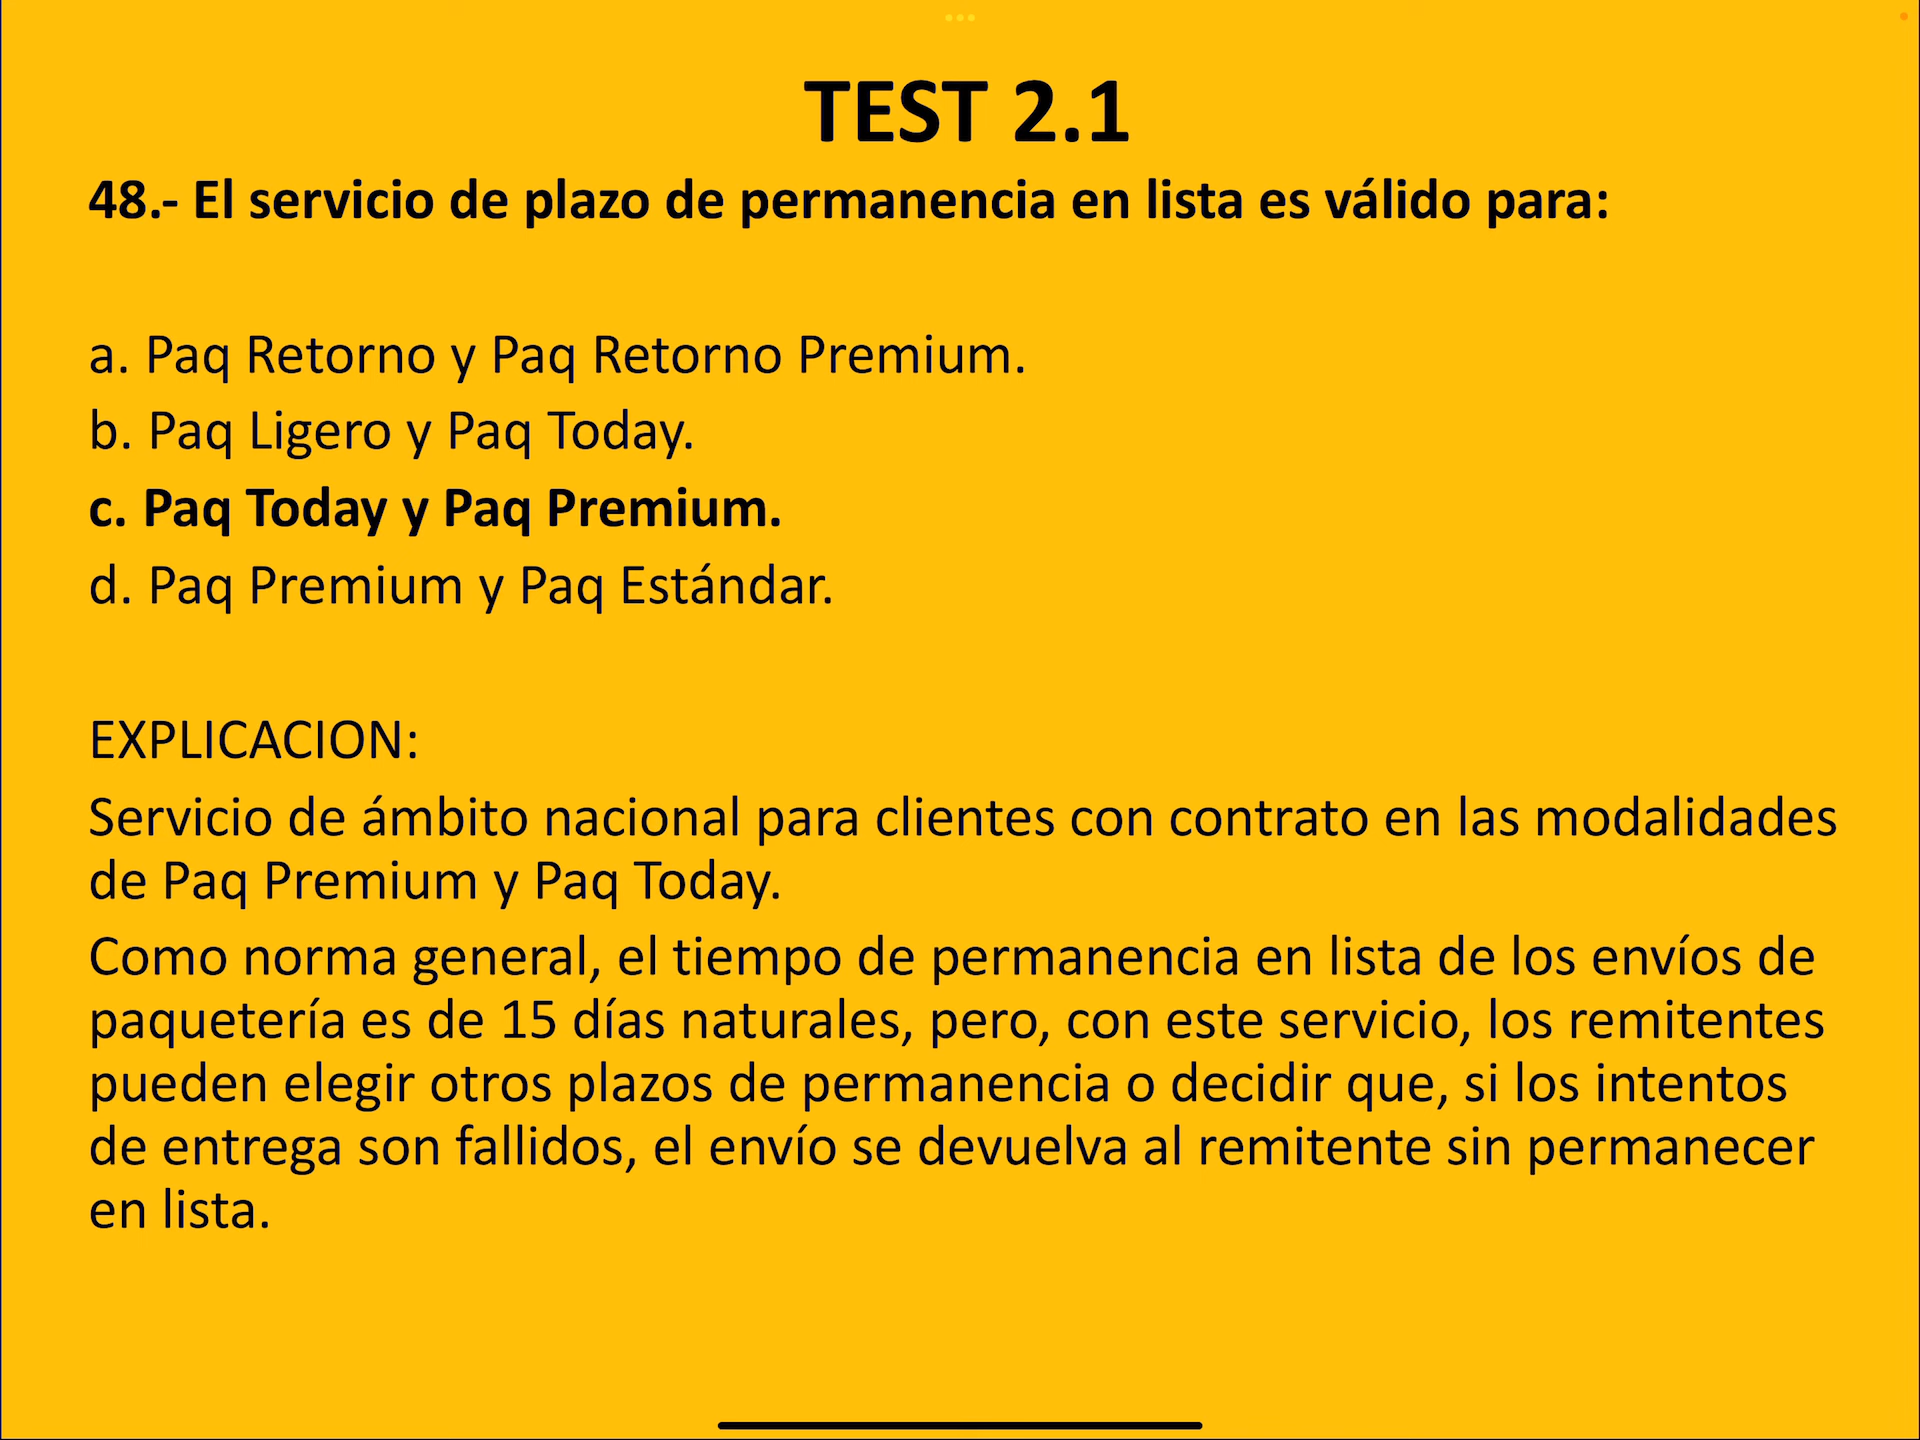 TEST 2.1
48.- El servicio de plazo de permanencia en lista es válido para:
a. Paq Retorno y Paq Retorno Premium.
b. Paq Ligero y Paq Today.
c. Paq Today y Paq Premium.
d. Paq Premium y Paq Estándar.
EXPLICACION:
Servicio de ámbito nacional para clientes con contrato en las modalidades
de Paq Premium y Paq Today.
Como norma general, el tiempo de permanencia en lista de los envíos de
paquetería es de 15 días naturales, pero, con este servicio, los remitentes
pueden elegir otros plazos de permanencia o decidir que, si los intentos
de entrega son fallidos, el envío se devuelva al remitente sin permanecer
en lista.